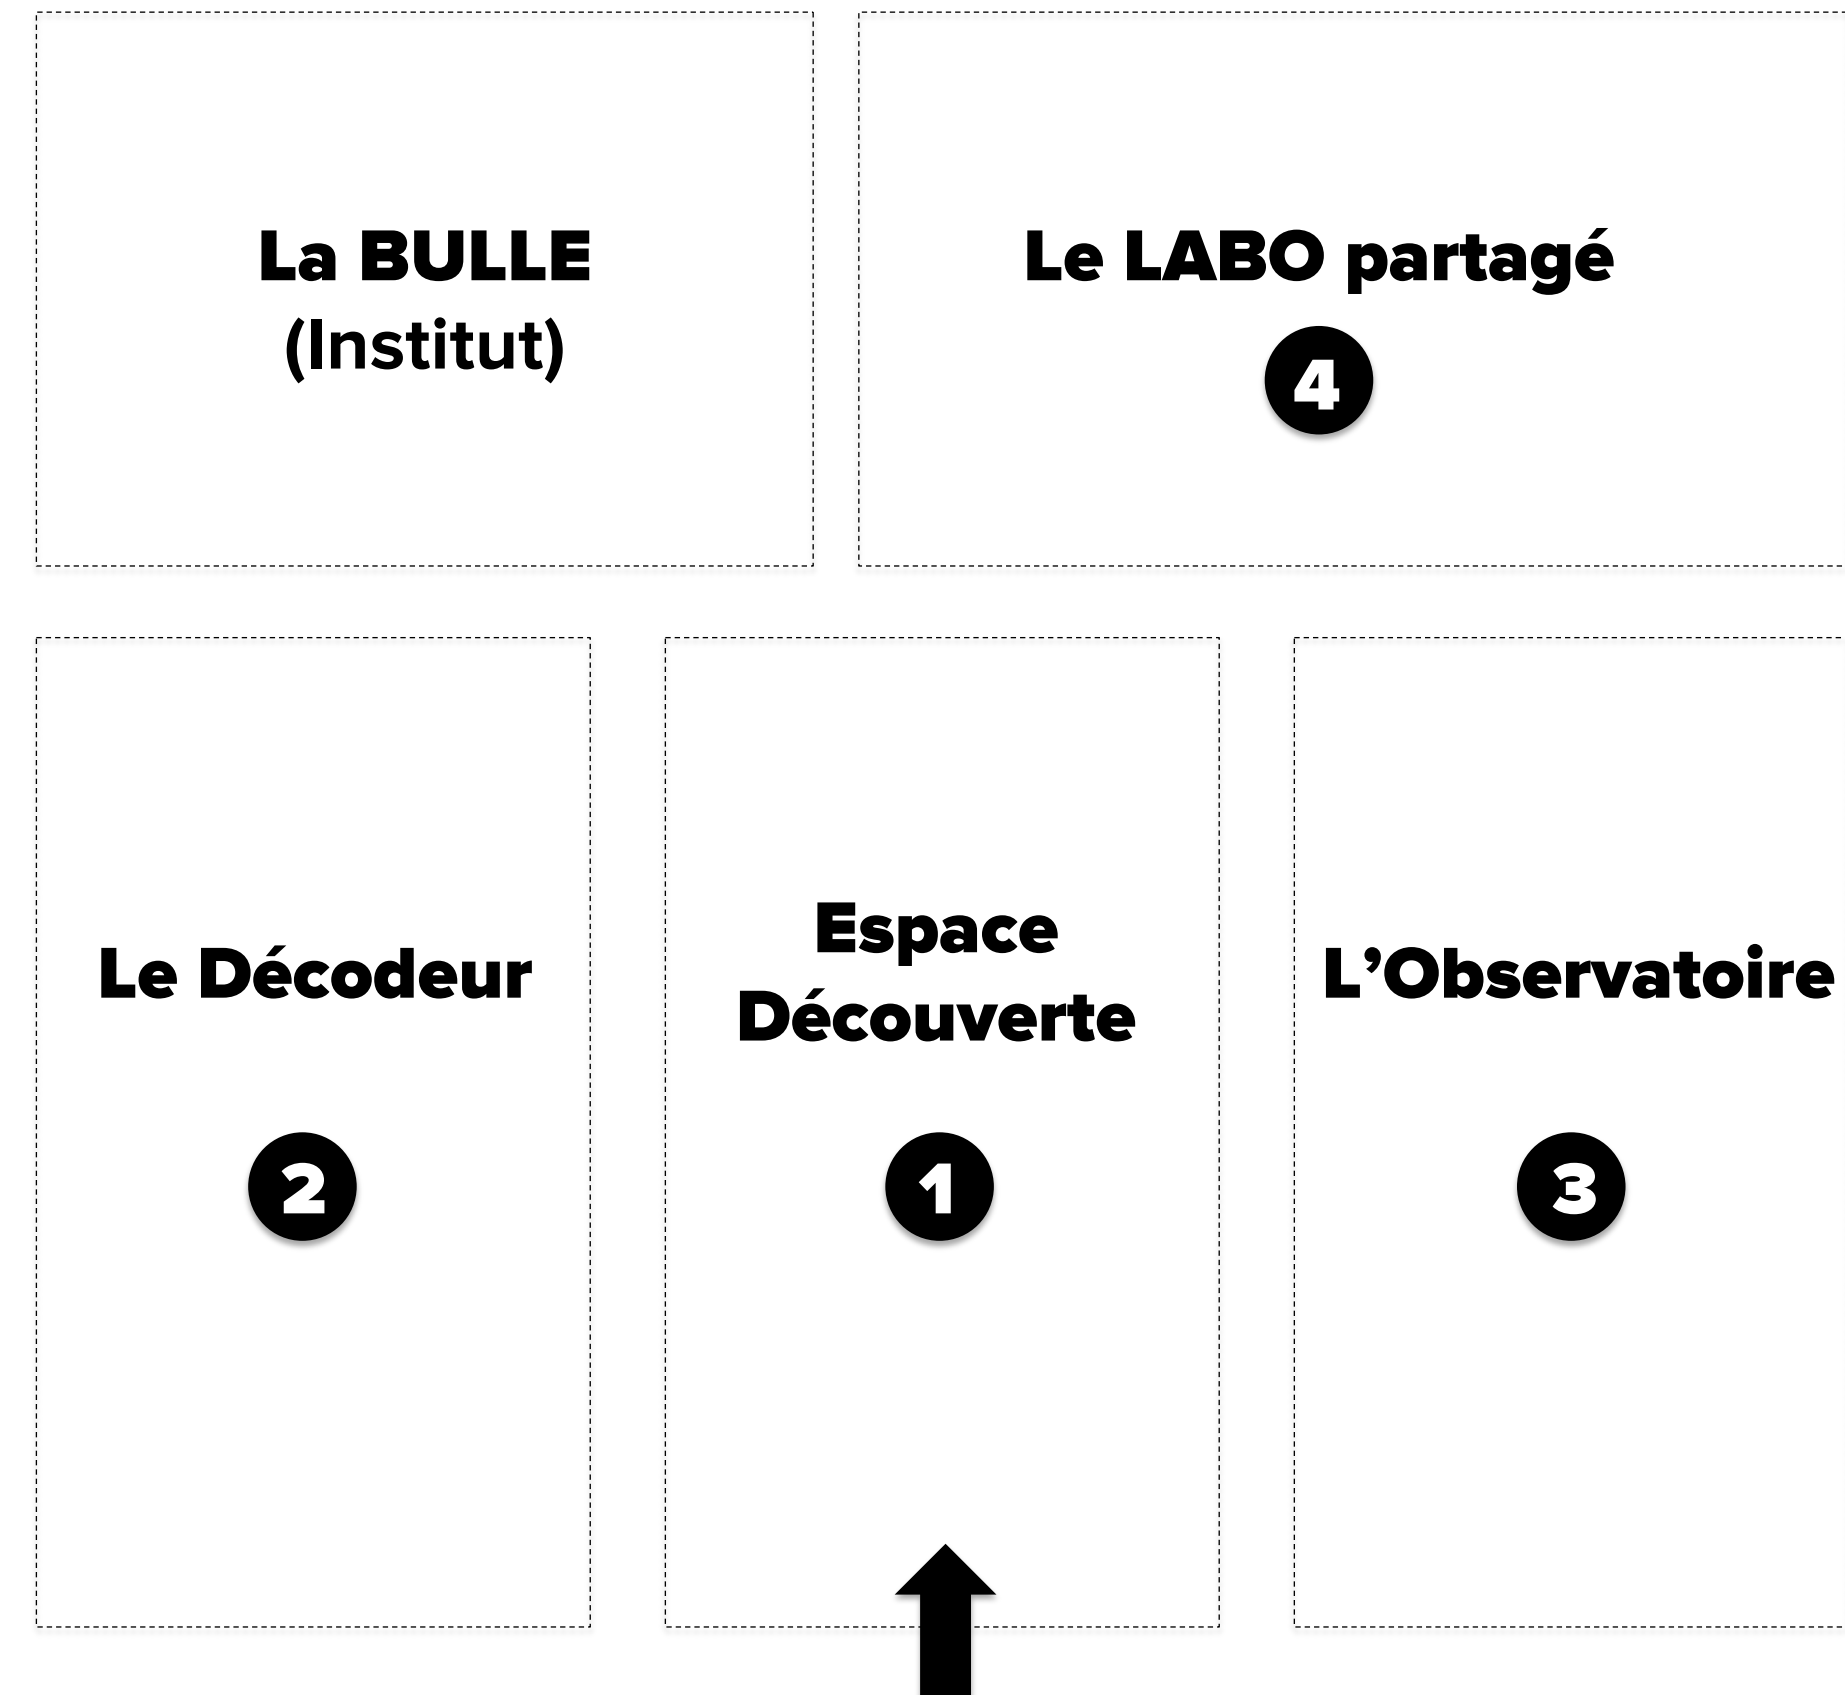 La BULLE
(Institut)
Le LABO partagé
4
Le Décodeur
2
Espace
Découverte
1
L’Observatoire
3